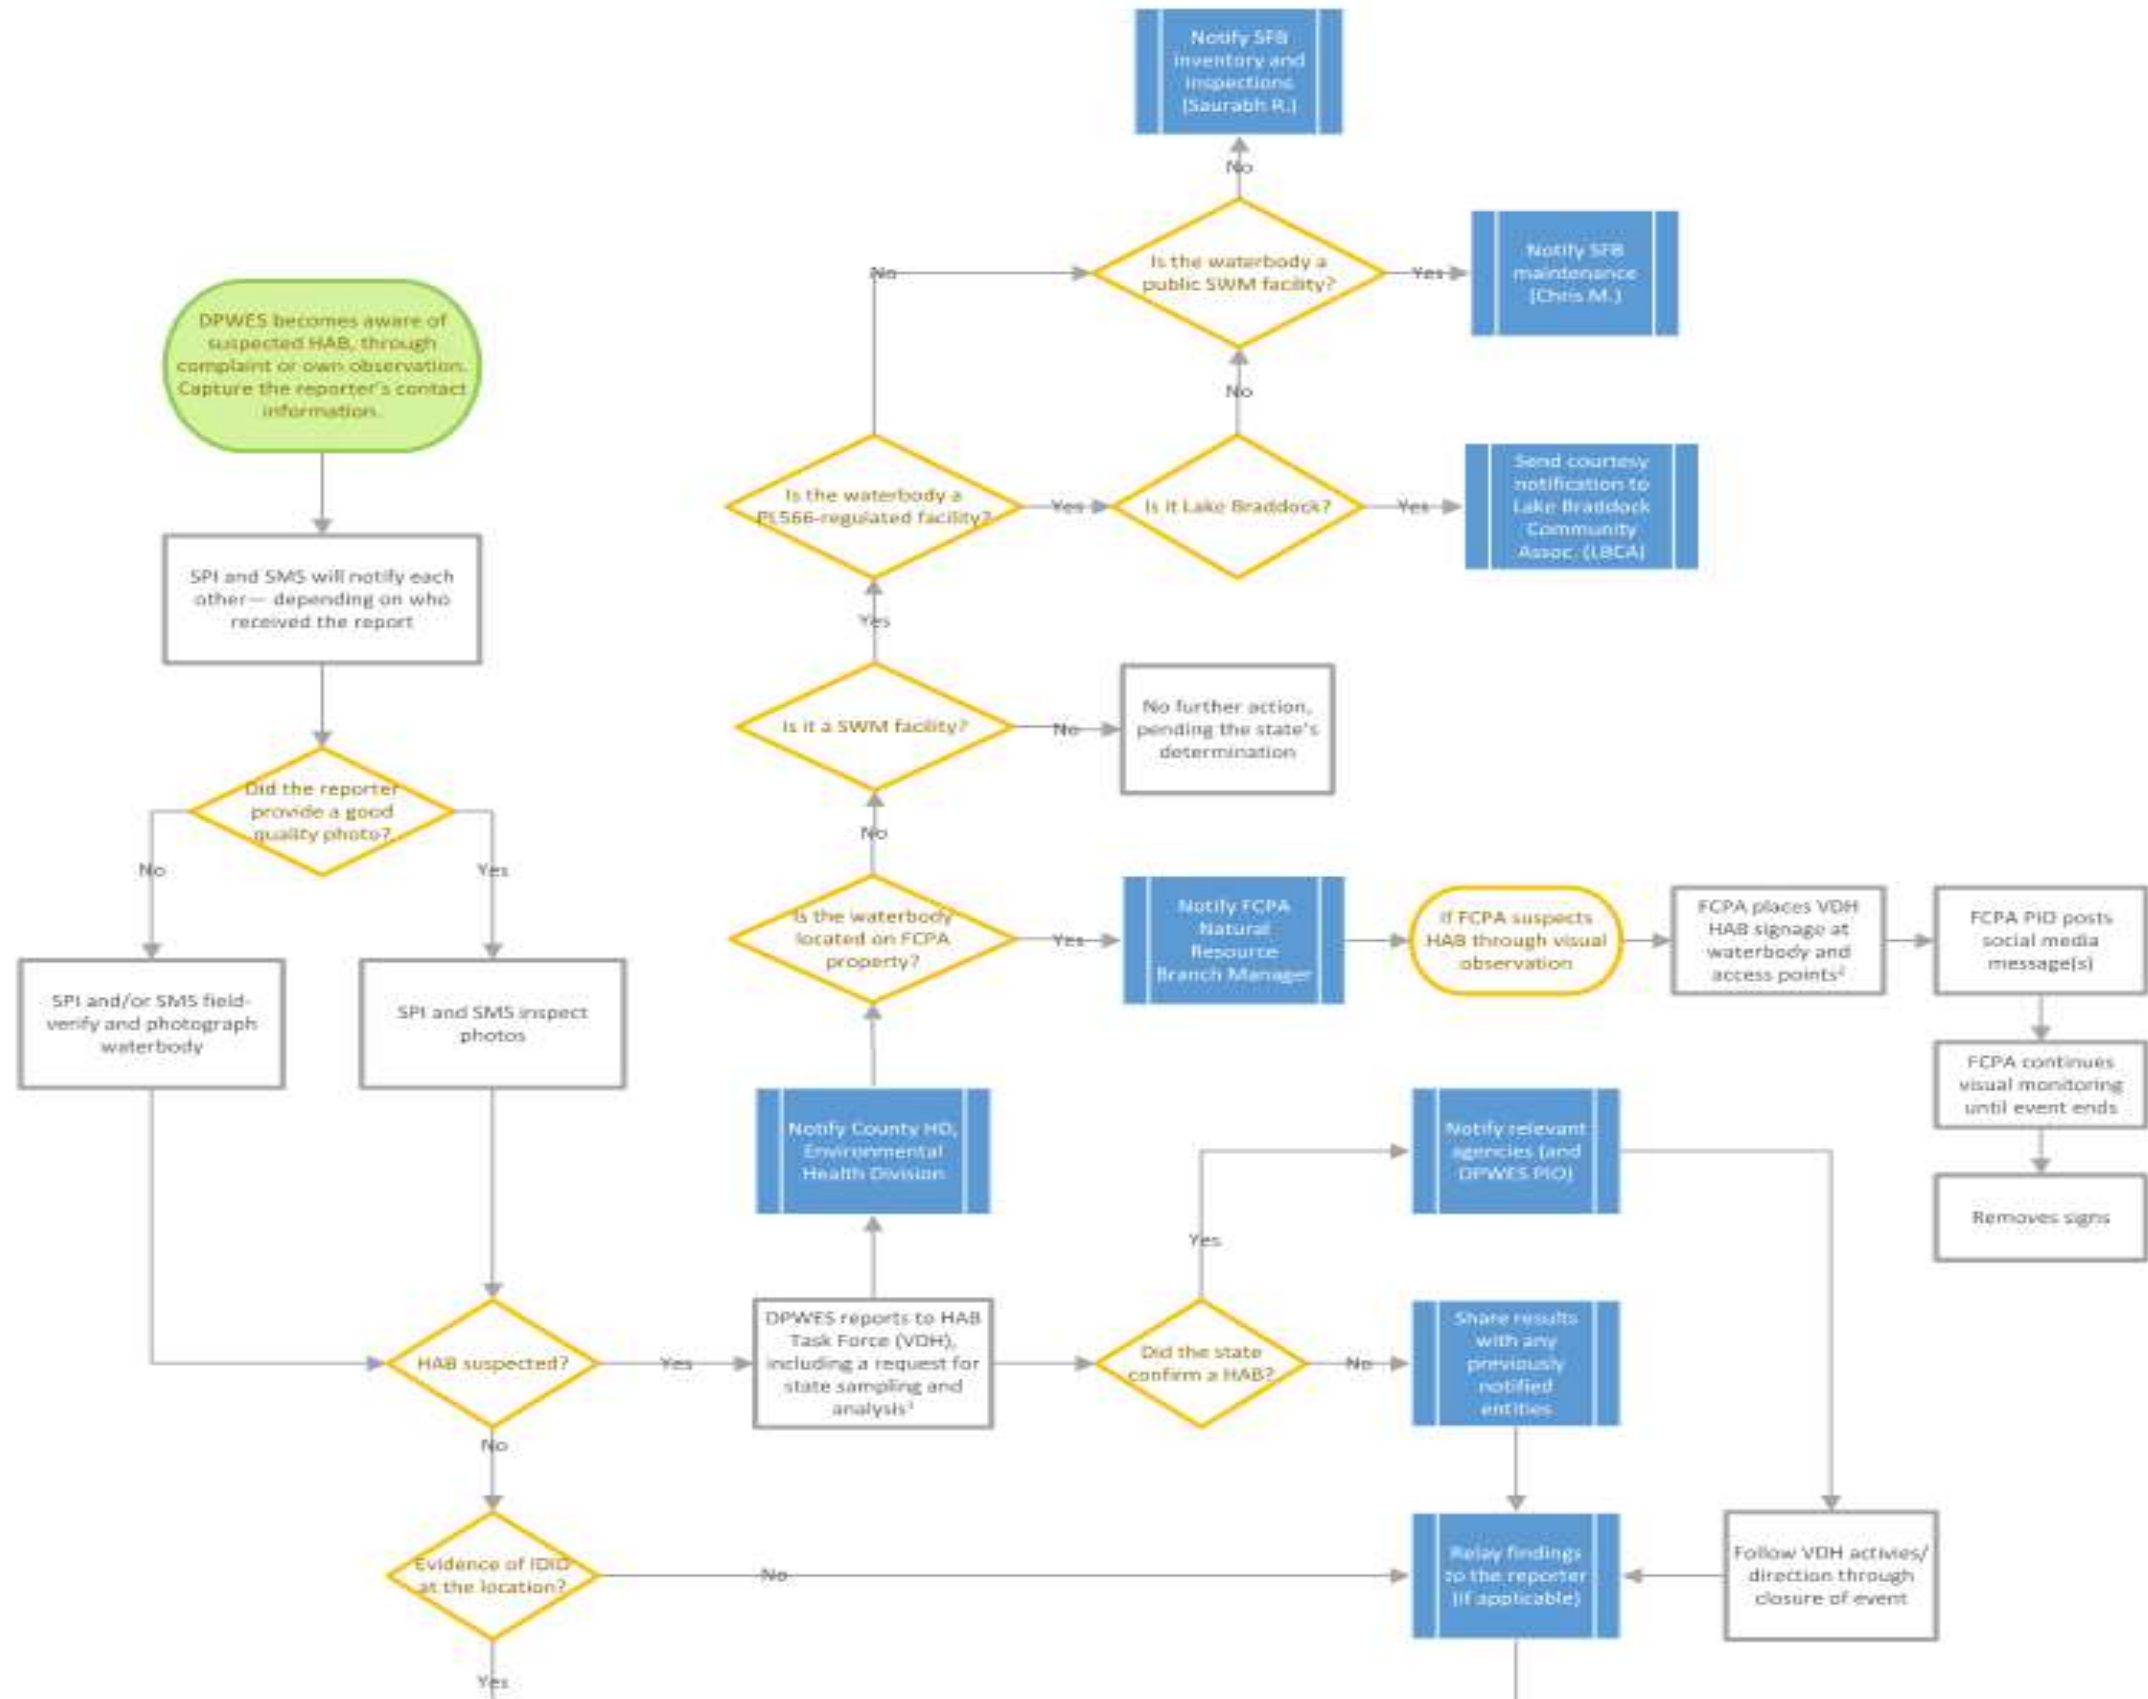 Notify SFB
inventory and
inspections
(Saurabh R.)
No
Is the waterbody a
public SWM facility?
Yes
Notify SFB
maintenance
(Chris M.)
No
No
DPWES becomes aware of
suspected HAB, through
complaint or own observation.
Capture the reporter's contact
information.
Is the waterbody a
PL566-regulated facility?
Yes
Is it Lake Braddock?
Yes
Send courtesy
notification to
Lake Braddock
Community
Assoc. (LBCA)
SPI and SMS will notify each
other— depending on who
received the report
Yes
Is it a SWM facility?
No
No further action,
pending the state's
determination
Did the reporter
provide a good
quality photo?
No
Yes
No
Is the waterbody
located on FCPA
property?
Yes
Notify FCPA
Natural
Resource
Branch Manager
If FCPA suspects
HAB through visual
observation
FCPA places VDH
HAB signage at
waterbody and
access points²
FCPA PIO posts
social media
message(s)
SPI and/or SMS field-
verify and photograph
waterbody
SPI and SMS inspect
photos
FCPA continues
visual monitoring
until event ends
Removes signs
Notify County HD,
Environmental
Health Division
Notify relevant
agencies (and
DPWES PIO)
Yes
HAB suspected?
Yes
DPWES reports to HAB
Task Force (VDH),
including a request for
state sampling and
analysis¹
Did the state
confirm a HAB?
No
Share results
with any
previously
notified
entities
No
Evidence of IDID
at the location?
No
Relay findings
to the reporter
(if applicable)
Follow VDH activies/
direction through
closure of event
Yes